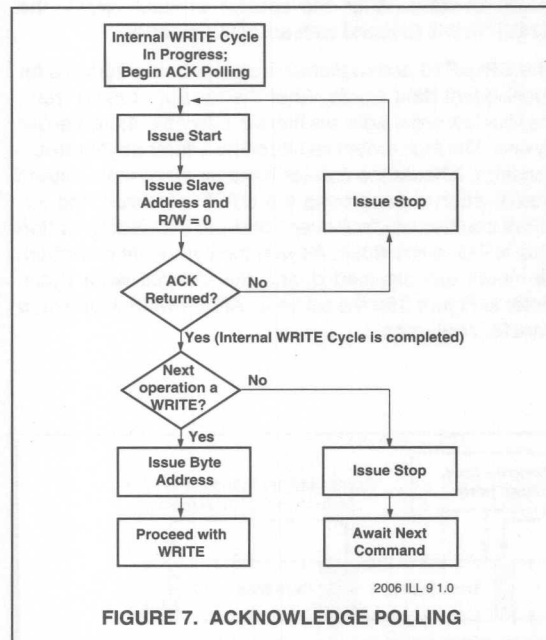 Internal WRITE Cycle
In Progress;
Begin ACK Polling
Issue Start
Issue Slave
Address and
R/W = 0
Issue Stop
ACK
Returned?
No
Yes (Internal WRITE Cycle is completed)
Next
operation a
WRITE?
No
Yes
Issue Byte
Address
Issue Stop
Proceed with
WRITE
Await Next
Command
2006 ILL 9 1.0
FIGURE 7. ACKNOWLEDGE POLLING